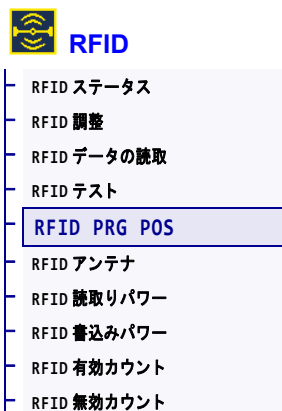 RFID
RFID ステータス
RFID 調整
RFID データの読取
RFID テスト
RFID PRG POS
RFID アンテナ
RFID 読取りパワー
RFID 書込みパワー
RFID 有効カウント
RFID 無効カウント